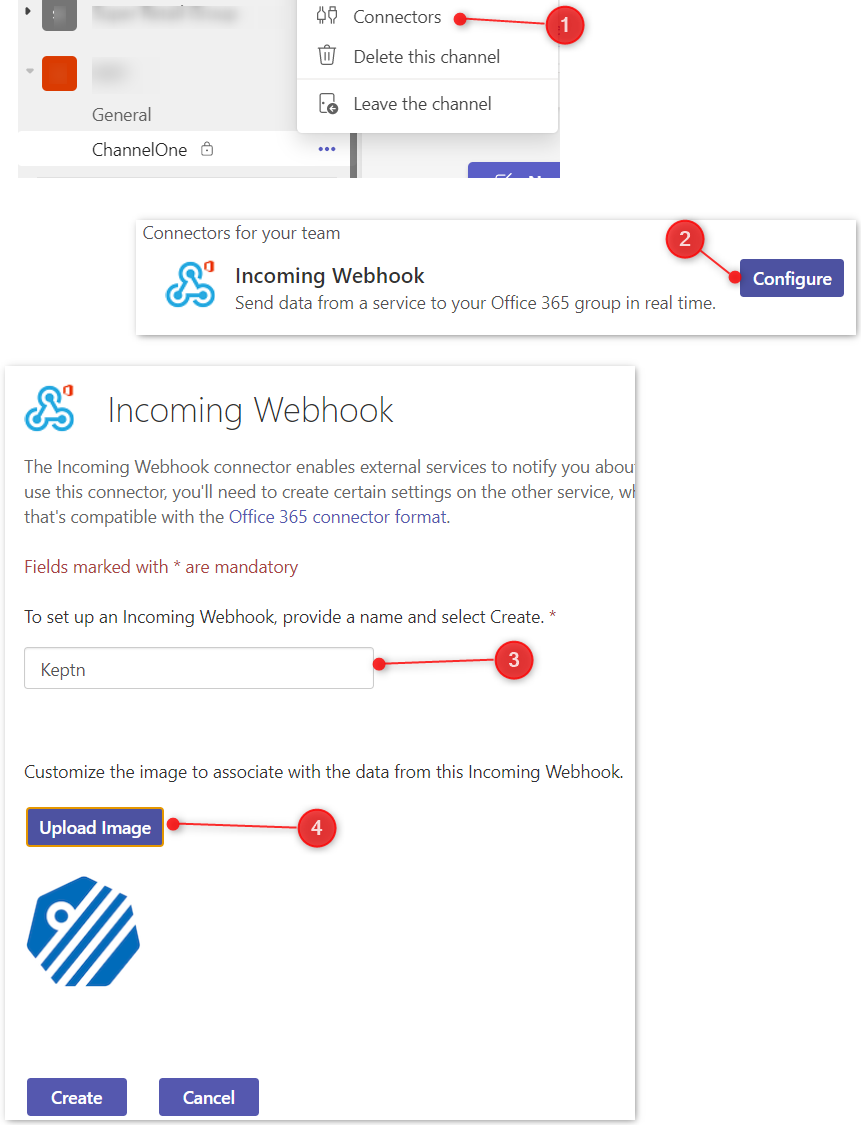 Connectors
1
Delete this channel
Leave the channel
General
ChannelOne
Connectors for your team
2
Incoming Webhook
Configure
Send data from a service to your Office 365 group in real time.
Incoming Webhook
The Incoming Webhook connector enables external services to notify you
use this connector, you'll need to create certain settings on the other service,
that's compatible with the Office 365 connector format.
Fields marked with * are mandatory
To set up an Incoming Webhook, provide a name and select Create. *
Keptn
3
Customize the image to associate with the data from this Incoming Webhook.
Upload Image
4
Create
Cancel